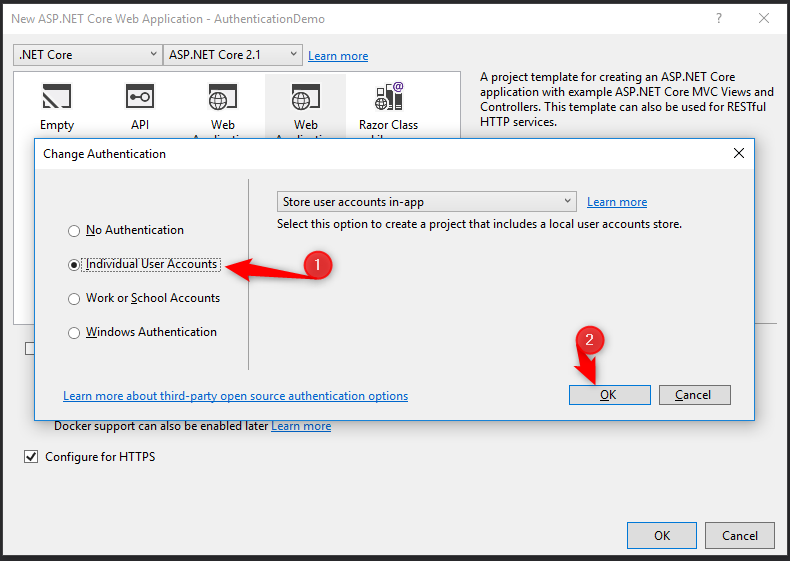 New ASP.NET Core Web Application - AuthenticationDemo
.NET Core
ASP.NET Core 2.1
Learn more
Empty
API
Web
Web
Razor Class
A project template for creating an ASP.NET Core
application with example ASP.NET Core MVC Views and
Controllers. This template can also be used for RESTful
HTTP services.
Change Authentication
No Authentication
Individual User Accounts
Work or School Accounts
Windows Authentication
1
Store user accounts in-app
Learn more
Select this option to create a project that includes a local user accounts store.
2
Learn more about third-party open source authentication options
OK
Cancel
Docker support can also be enabled later Learn more
Configure for HTTPS
OK
Cancel